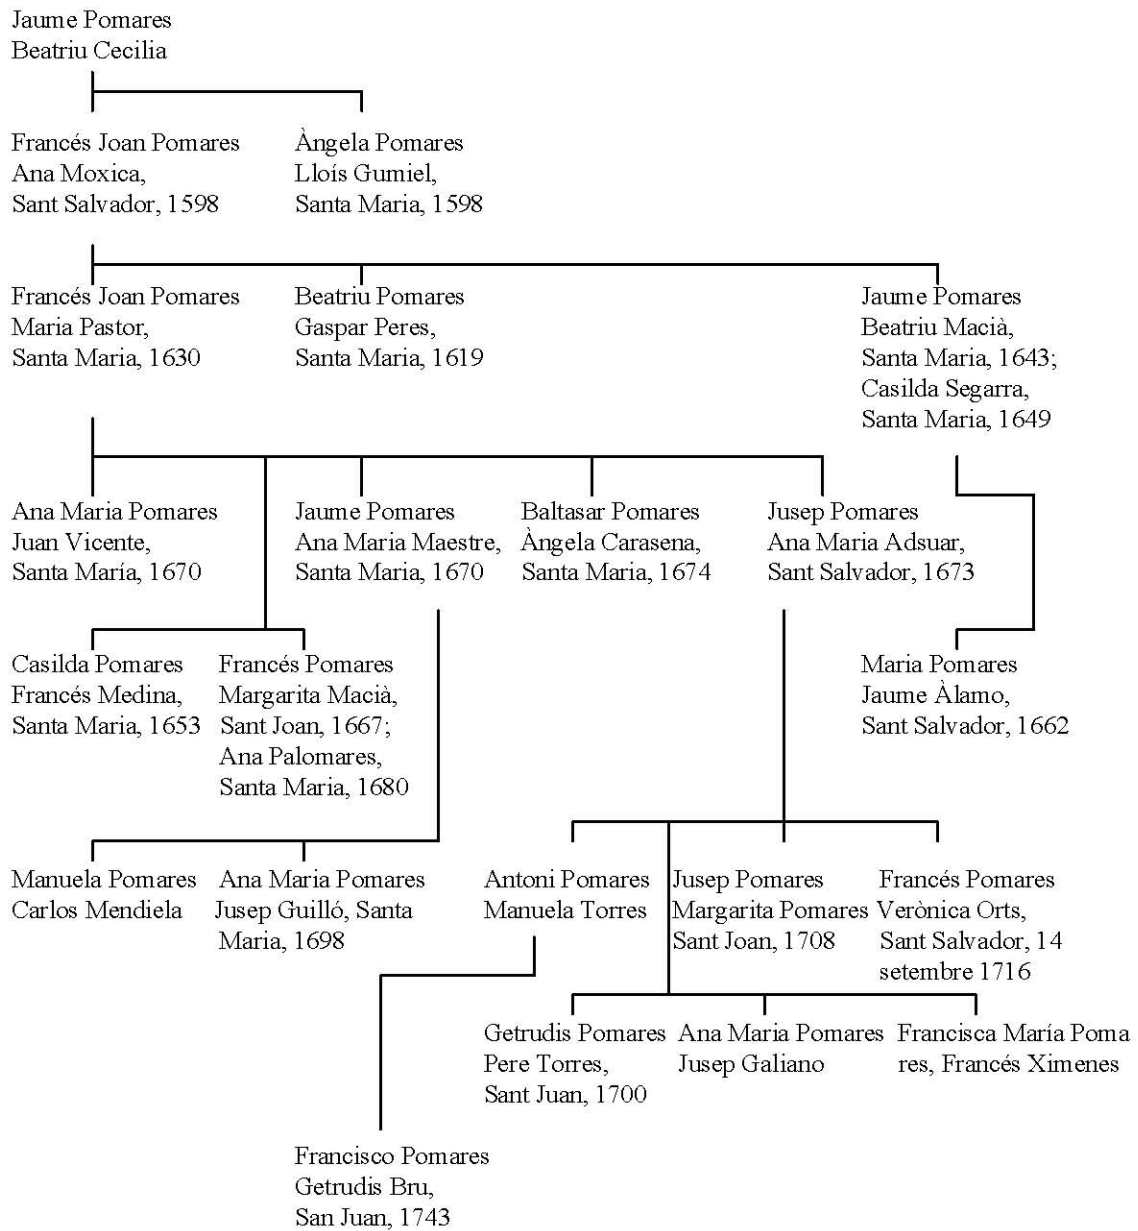 Jaume Pomares
Beatriu Cecilia
Francés Joan Pomares
Ana Moxica,
Sant Salvador, 1598
Àngela Pomares
Lloís Gumiel,
Santa Maria, 1598
Francés Joan Pomares
Maria Pastor,
Santa Maria, 1630
Beatriu Pomares
Gaspar Peres,
Santa Maria, 1619
Jaume Pomares
Beatriu Macià,
Santa Maria, 1643;
Casilda Segarra,
Santa Maria, 1649
Ana Maria Pomares
Juan Vicente,
Santa María, 1670
Jaume Pomares
Ana Maria Maestre,
Santa Maria, 1670
Baltasar Pomares
Àngela Carasena,
Santa Maria, 1674
Jusep Pomares
Ana Maria Adsuar,
Sant Salvador, 1673
Casilda Pomares
Francés Medina,
Santa Maria, 1653
Francés Pomares
Margarita Macià,
Sant Joan, 1667;
Ana Palomares,
Santa Maria, 1680
Maria Pomares
Jaume Àlamo,
Sant Salvador, 1662
Manuela Pomares
Carlos Mendiela
Ana Maria Pomares
Jusep Guilló, Santa
Maria, 1698
Antoni Pomares
Manuela Torres
Jusep Pomares
Margarita Pomares
Sant Joan, 1708
Francés Pomares
Verònica Orts,
Sant Salvador, 14
setembre 1716
Getrudis Pomares
Pere Torres,
Sant Juan, 1700
Ana Maria Pomares
Jusep Galiano
Francisca María Poma
res, Francés Ximenes
Francisco Pomares
Getrudis Bru,
San Juan, 1743